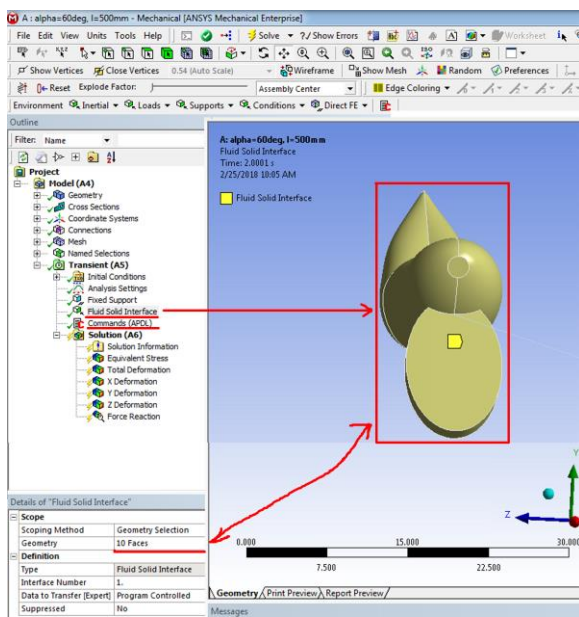 A : alpha=60deg, l=500mm - Mechanical [ANSYS Mechanical Enterprise]
File Edit View Units Tools Help Solve ?/ Show Errors Worksheet
Show Vertices Close Vertices 0.54 (Auto Scale) Wireframe Show Mesh Random Preferences
Reset Explode Factor: Assembly Center Edge Coloring
Environment Inertial Loads Supports Conditions Direct FE
Outline
Filter: Name
Project
Model (A4)
Geometry
Cross Sections
Coordinate Systems
Connections
Mesh
Named Selections
Transient (A5)
Initial Conditions
Analysis Settings
Fixed Support
Fluid Solid Interface
Commands (APDL)
Solution (A6)
Solution Information
Equivalent Stress
Total Deformation
X Deformation
Y Deformation
Z Deformation
Force Reaction
A: alpha=60deg, l=500mm
Fluid Solid Interface
Time: 2.0001 s
2/25/2018 10:05 AM
Fluid Solid Interface
Y
Z
0.000 15.000 30.000
7.500 22.500
Details of "Fluid Solid Interface"
Scope
Scoping Method Geometry Selection
Geometry 10 Faces
Definition
Type Fluid Solid Interface
Interface Number 1.
Data to Transfer [Expert] Program Controlled
Suppressed No
Geometry Print Preview Report Preview
Messages